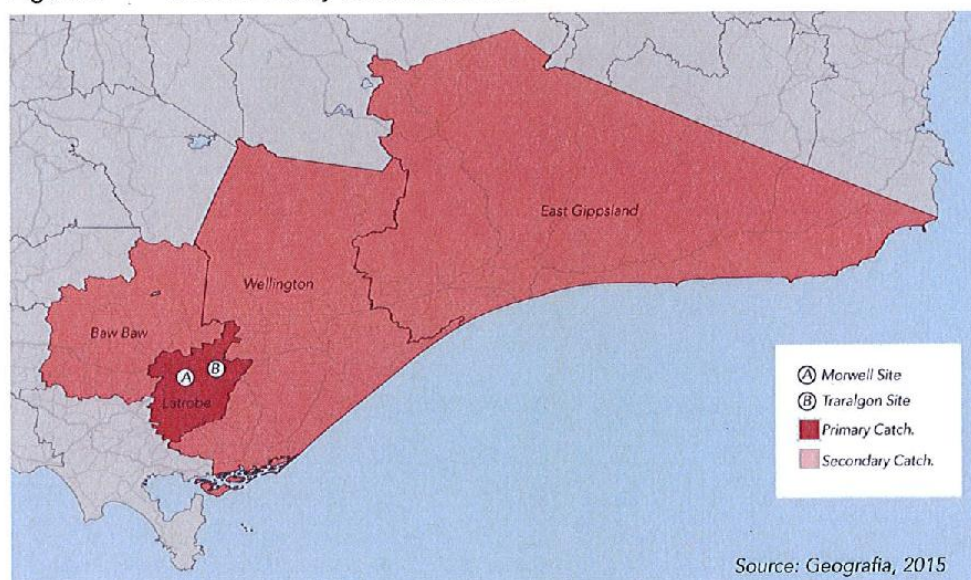 East Gippsland
Wellington
Baw Baw
A
B
Latrobe
A Morwell Site
B Traralgon Site
Primary Catch.
Secondary Catch.
Source: Geografia, 2015